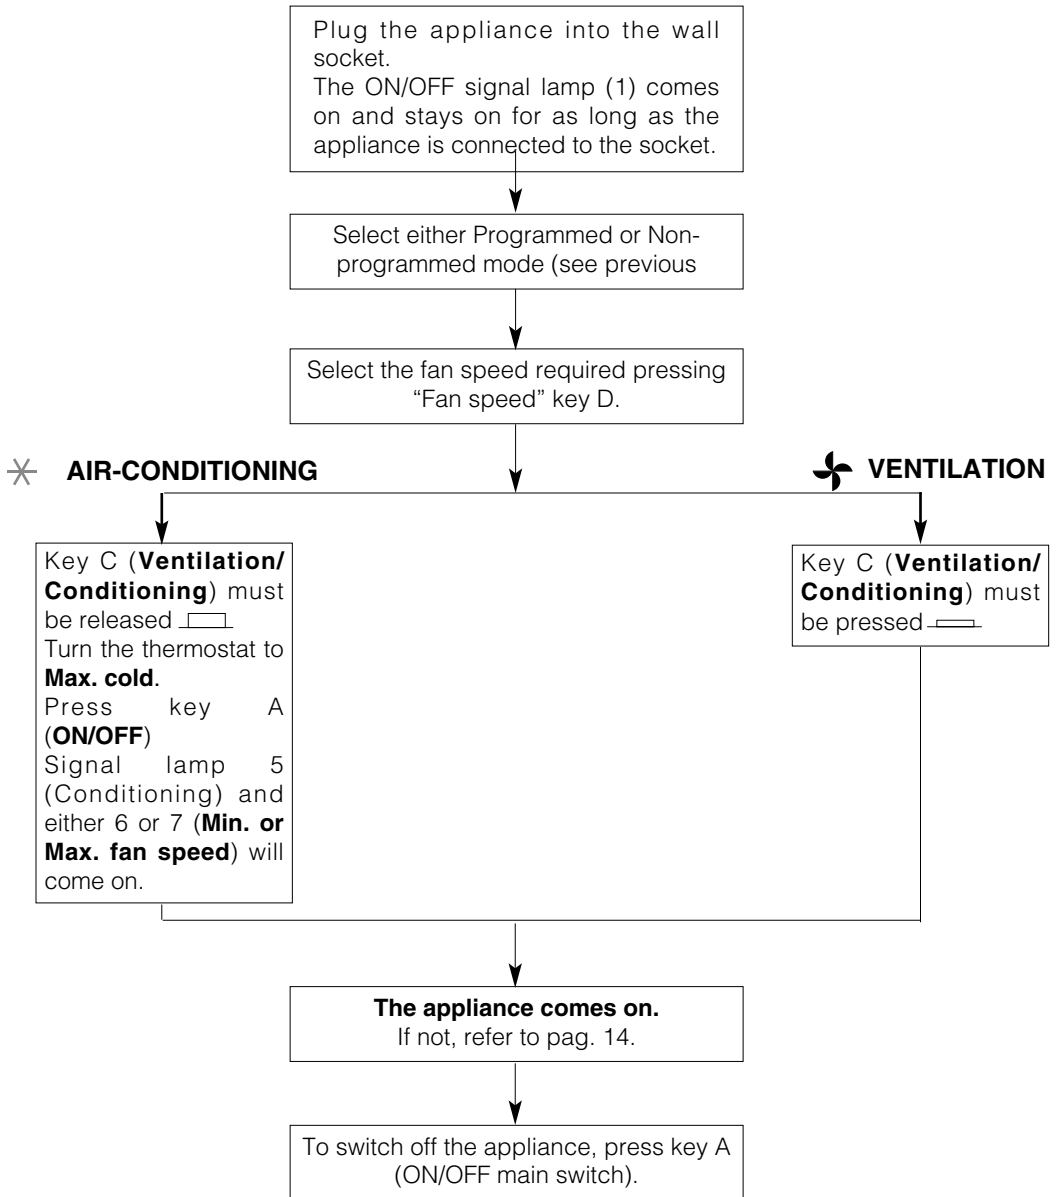 Plug the appliance into the wall
socket.
The ON/OFF signal lamp (1) comes
on and stays on for as long as the
appliance is connected to the socket.
Select either Programmed or Non-
programmed mode (see previous
Select the fan speed required pressing
“Fan speed” key D.
AIR-CONDITIONING
VENTILATION
Key C (Ventilation/
Conditioning) must
be released
Turn the thermostat to
Max. cold.
Press key A
(ON/OFF)
Signal lamp 5
(Conditioning) and
either 6 or 7 (Min. or
Max. fan speed) will
come on.
Key C (Ventilation/
Conditioning) must
be pressed
The appliance comes on.
If not, refer to pag. 14.
To switch off the appliance, press key A
(ON/OFF main switch).